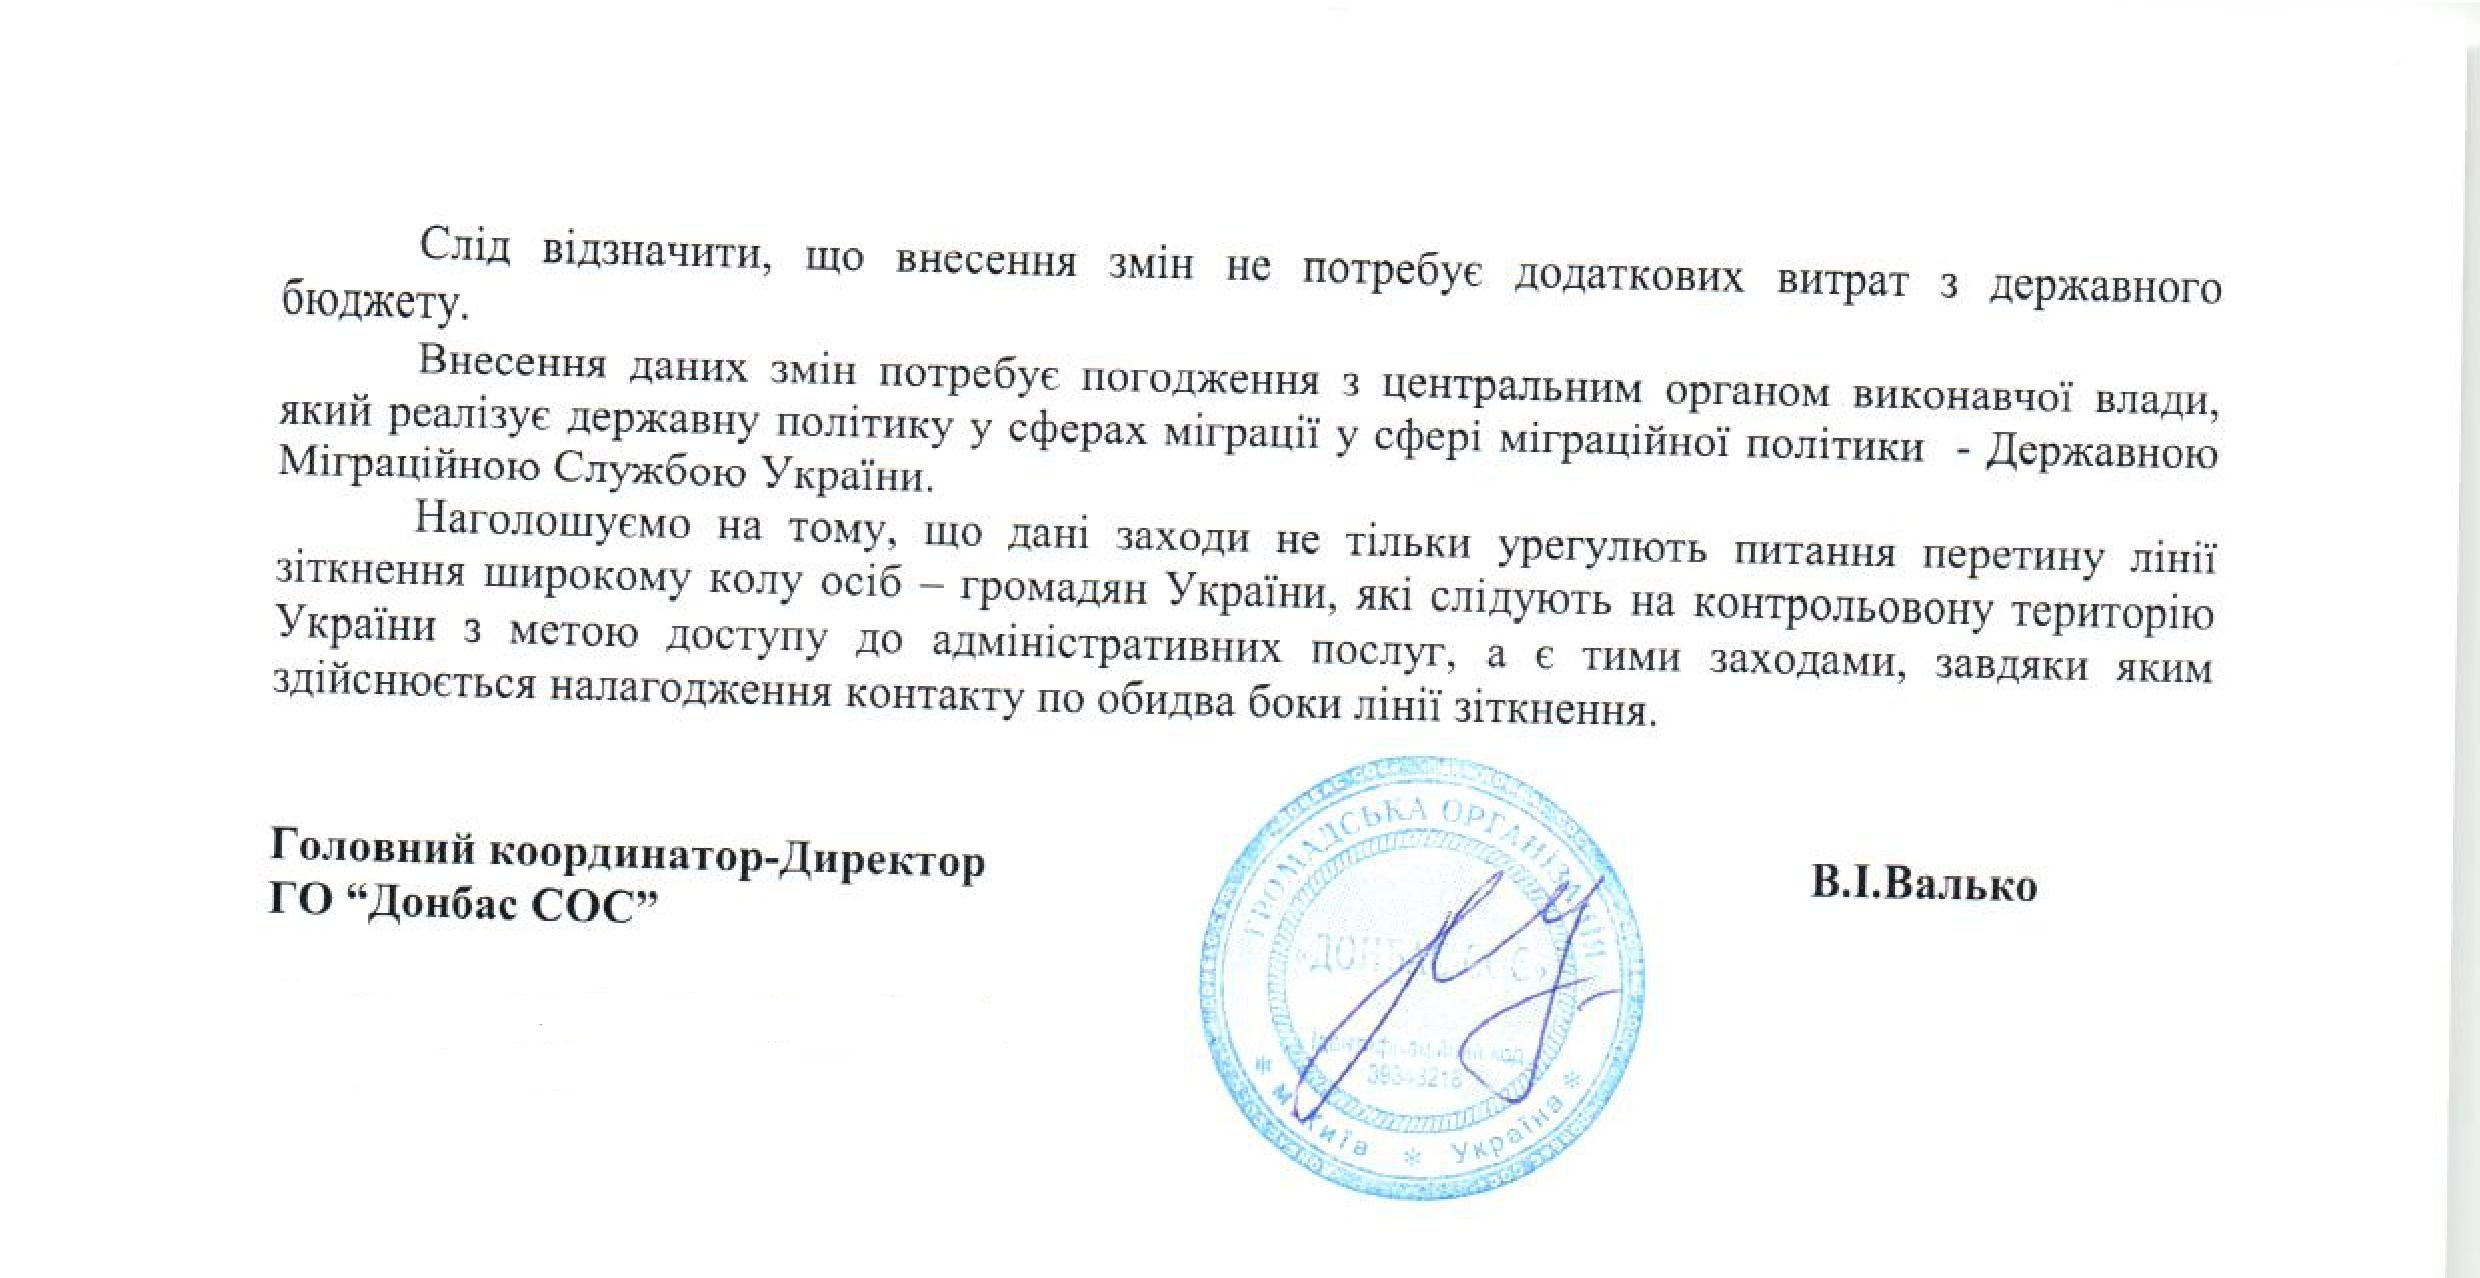 Слід відзначити, що внесення змін не потребує додаткових витрат з державного
бюджету.
Внесення даних змін потребує погодження з центральним органом виконавчої влади,
який реалізує державну політику у сферах міграції у сфері міграційної політики - Державною
Міграційною Службою України.
Наголошуємо на тому, що дані заходи не тільки урегулють питання перетину лінії
зіткнення широкому колу осіб – громадян України, які слідують на контрольовону територію
України з метою доступу до адміністративних послуг, а є тими заходами, завдяки яким
здійснюється налагодження контакту по обидва боки лінії зіткнення.
Головний координатор-Директор
ГО “Донбас СОС”
В.І.Валько
ГРОМАДСЬКА ОРГАНІЗАЦІЯ
Ідентифікаційний код
* м. Київ * Україна *